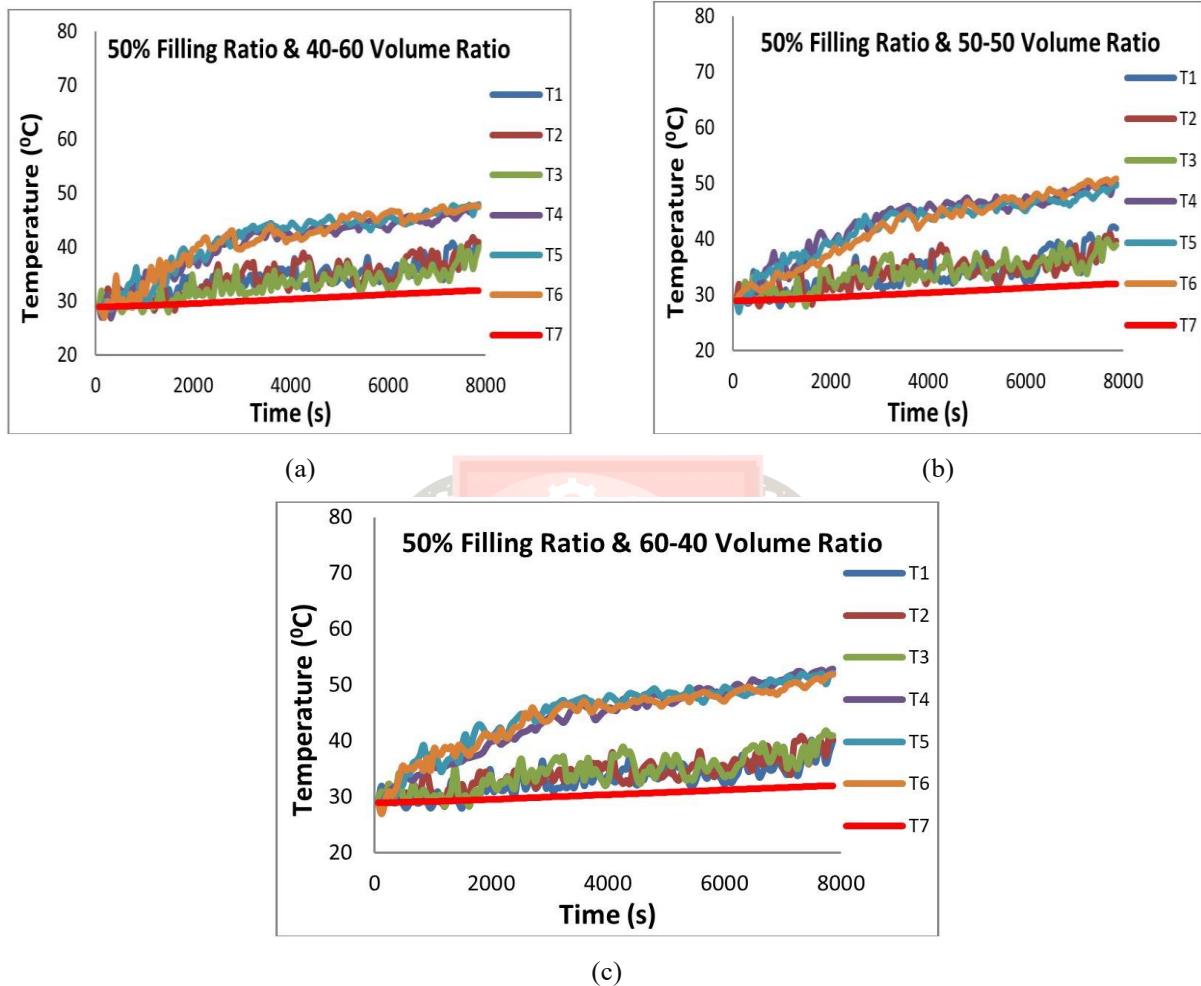 50% Filling Ratio & 40-60 Volume Ratio
80
70
60
50
40
30
20
Temperature (⁰C)
0
2000
4000
6000
8000
Time (s)
T1
T2
T3
T4
T5
T6
T7
(a)
50% Filling Ratio & 50-50 Volume Ratio
80
70
60
50
40
30
20
Temperature (⁰C)
0
2000
4000
6000
8000
Time (s)
T1
T2
T3
T4
T5
T6
T7
(b)
50% Filling Ratio & 60-40 Volume Ratio
80
70
60
50
40
30
20
Temperature (⁰C)
0
2000
4000
6000
8000
Time (s)
T1
T2
T3
T4
T5
T6
T7
(c)